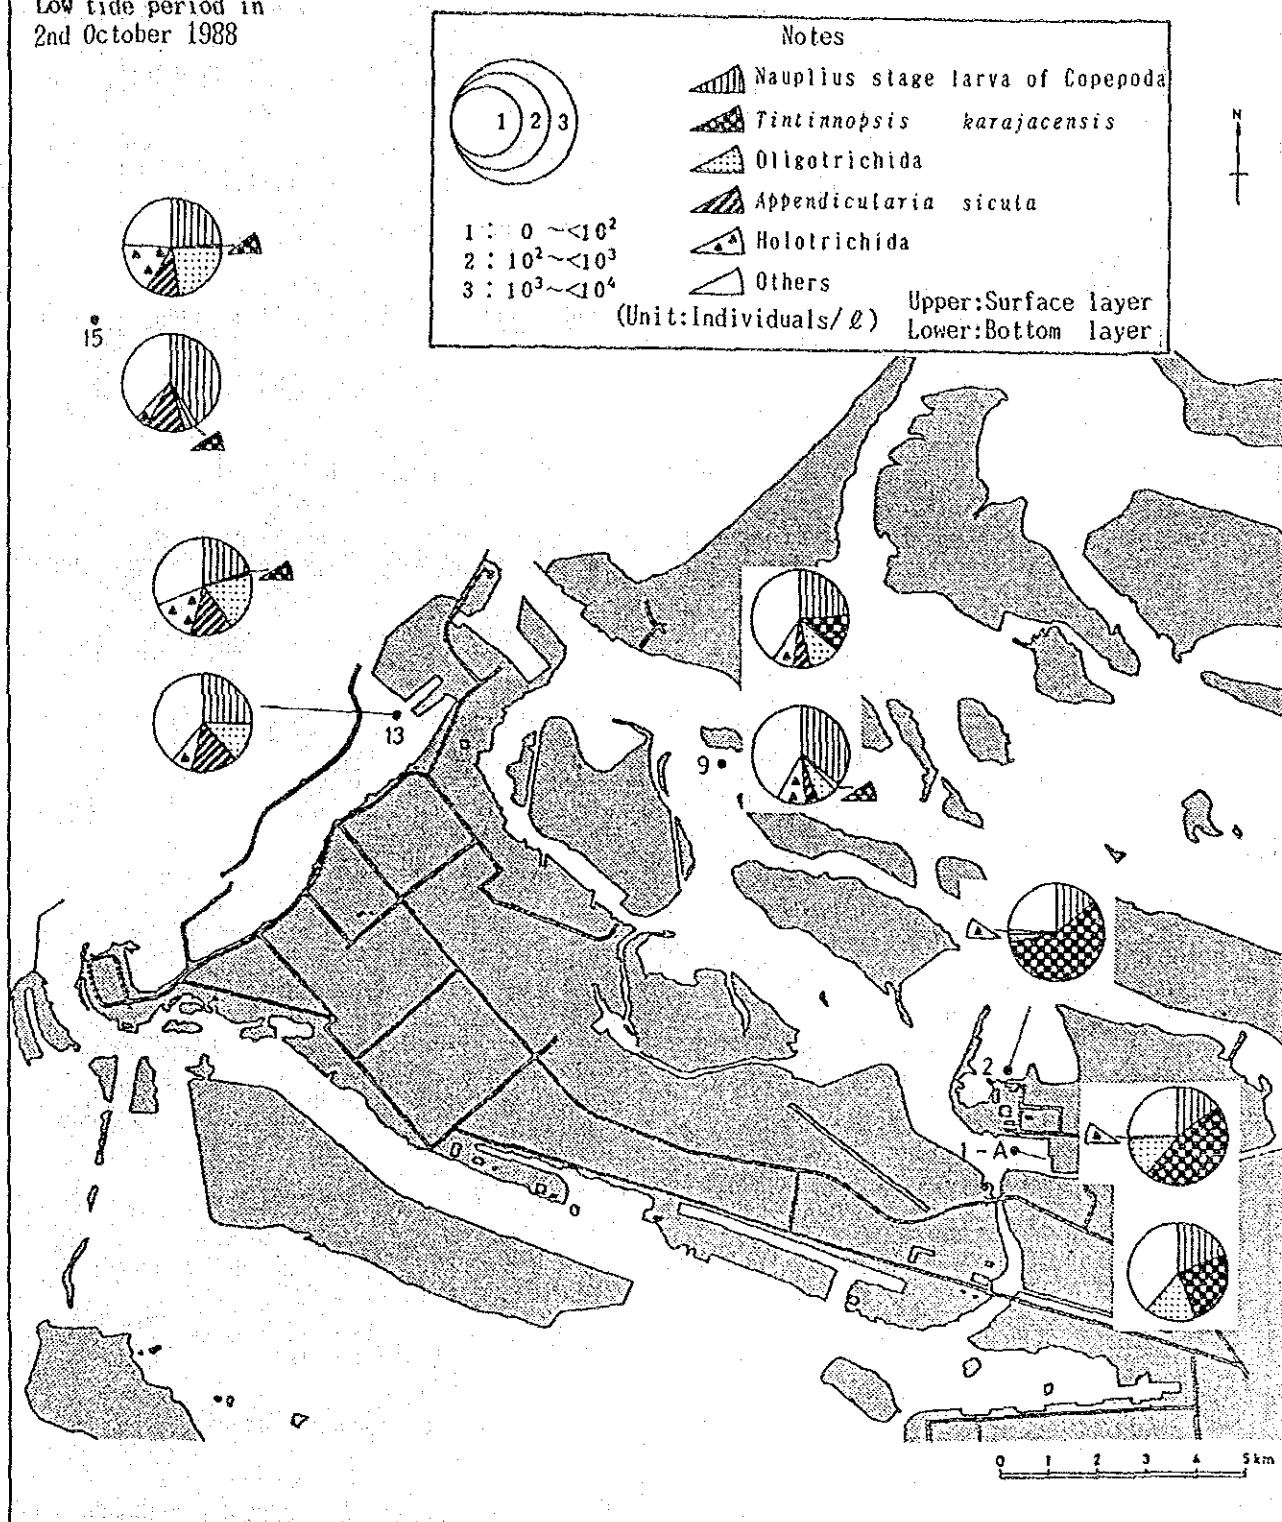 Low tide period in
2nd October 1988
Notes
1 2 3
Nauplius stage larva of Copepoda
Tintinnopsis karajacensis
Oligotrichida
Appendicularia sicula
Holotrichida
Others
1 : 0 ~<10²
2 : 10²~<10³
3 : 10³~<10⁴
(Unit:Individuals/ℓ)
Upper:Surface layer
Lower:Bottom layer
N
15
13
9
2
1-A
0 1 2 3 4 5km